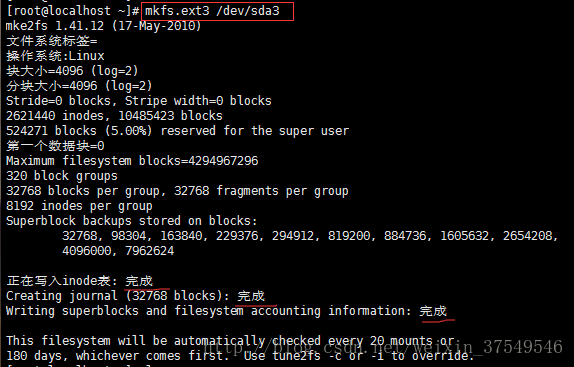 [root@localhost ~]# mkfs.ext3 /dev/sda3
mke2fs 1.41.12 (17-May-2010)
文件系统标签=
操作系统:Linux
块大小=4096 (log=2)
分块大小=4096 (log=2)
Stride=0 blocks, Stripe width=0 blocks
2621440 inodes, 10485423 blocks
524271 blocks (5.00%) reserved for the super user
第一个数据块=0
Maximum filesystem blocks=4294967296
320 block groups
32768 blocks per group, 32768 fragments per group
8192 inodes per group
Superblock backups stored on blocks:
32768, 98304, 163840, 229376, 294912, 819200, 884736, 1605632, 2654208,
4096000, 7962624
正在写入inode表: 完成
Creating journal (32768 blocks): 完成
Writing superblocks and filesystem accounting information: 完成
This filesystem will be automatically checked every 20 mounts or
180 days, whichever comes first.  Use tune2fs -c or -i to override.
http://blog.csdn.net/weixin_37549546